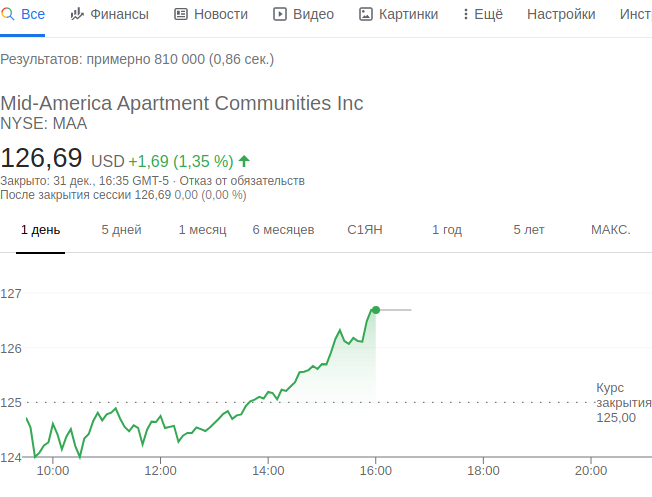 Все Финансы Новости Видео Картинки Ещё Настройки Инст
Результатов: примерно 810 000 (0,86 сек.)
Mid-America Apartment Communities Inc
NYSE: MAA
126,69 USD +1,69 (1,35 %)
Закрыто: 31 дек., 16:35 GMT-5 · Отказ от обязательств
После закрытия сессии 126,69 0,00 (0,00 %)
1 день 5 дней 1 месяц 6 месяцев С1ЯН 1 год 5 лет МАКС.
127
126
125
124
Курс
закрытия
125,00
10:00 12:00 14:00 16:00 18:00 20:00